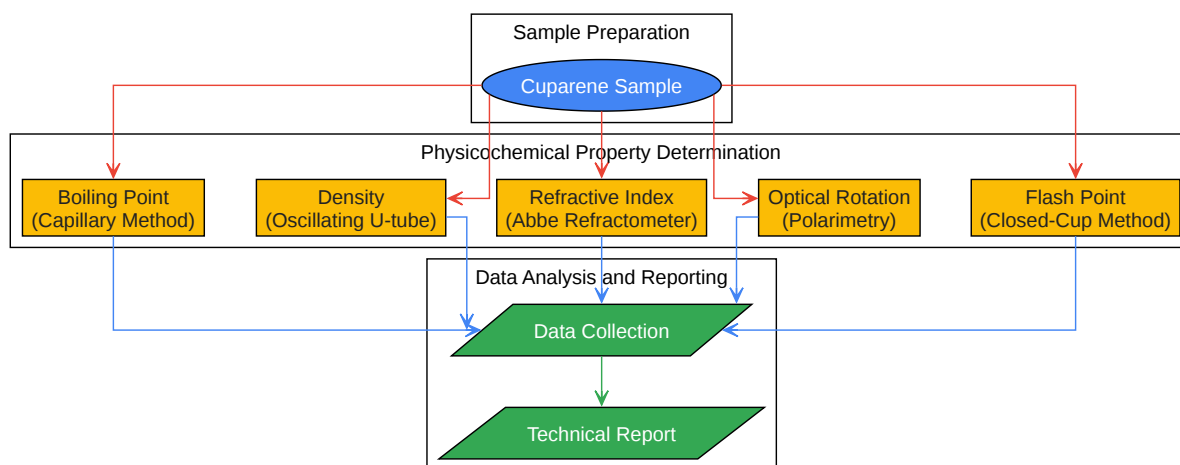 Sample Preparation
Cuparene Sample
Physicochemical Property Determination
Boiling Point
(Capillary Method)
Density
(Oscillating U-tube)
Refractive Index
(Abbe Refractometer)
Optical Rotation
(Polarimetry)
Flash Point
(Closed-Cup Method)
Data Analysis and Reporting
Data Collection
Technical Report